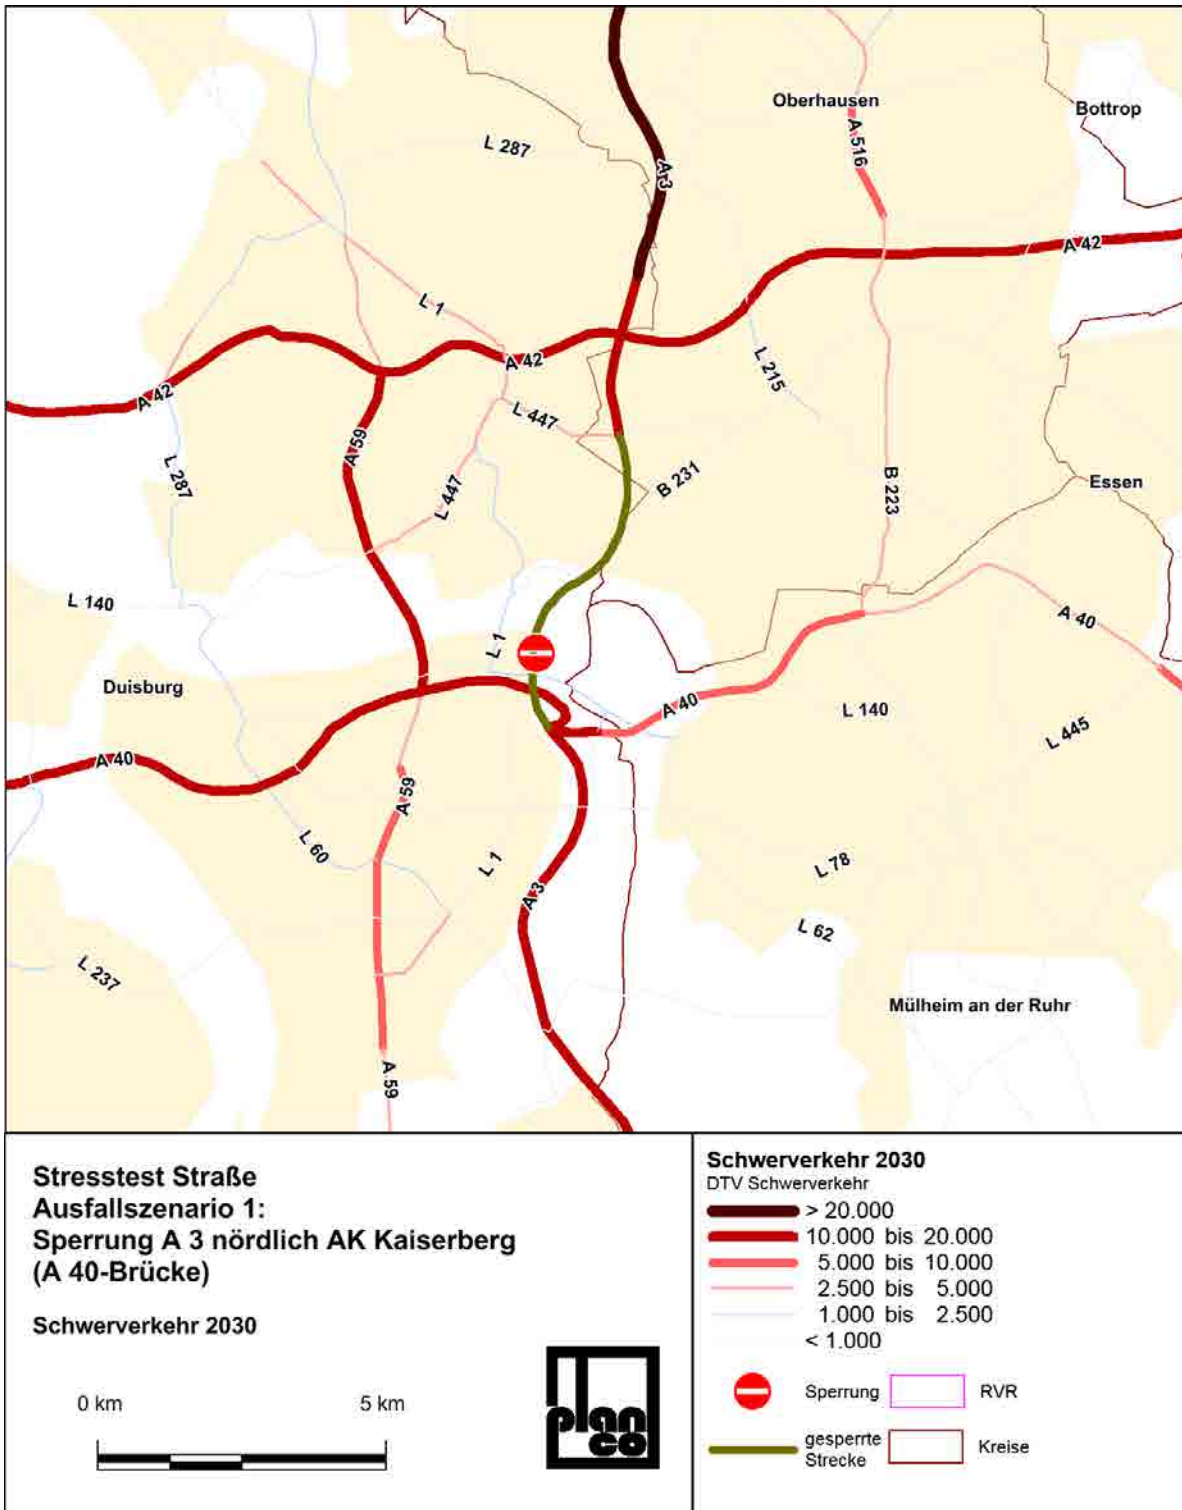 Oberhausen
Bottrop
A 516
L 287
A 3
A 42
L 1
A 42
L 215
A 42
L 447
A 59
L 287
L 447
B 231
B 223
Essen
L 140
L 1
A 40
Duisburg
A 40
L 140
L 445
A 40
A 59
L 60
L 1
L 78
A 3
L 62
L 237
Mülheim an der Ruhr
A 59
Stresstest Straße
Ausfallszenario 1:
Sperrung A 3 nördlich AK Kaiserberg
(A 40-Brücke)
Schwerverkehr 2030
0 km 5 km
plan
co
Schwerverkehr 2030
DTV Schwerverkehr
> 20.000
10.000 bis 20.000
5.000 bis 10.000
2.500 bis 5.000
1.000 bis 2.500
< 1.000
Sperrung RVR
gesperrte
Strecke
Kreise